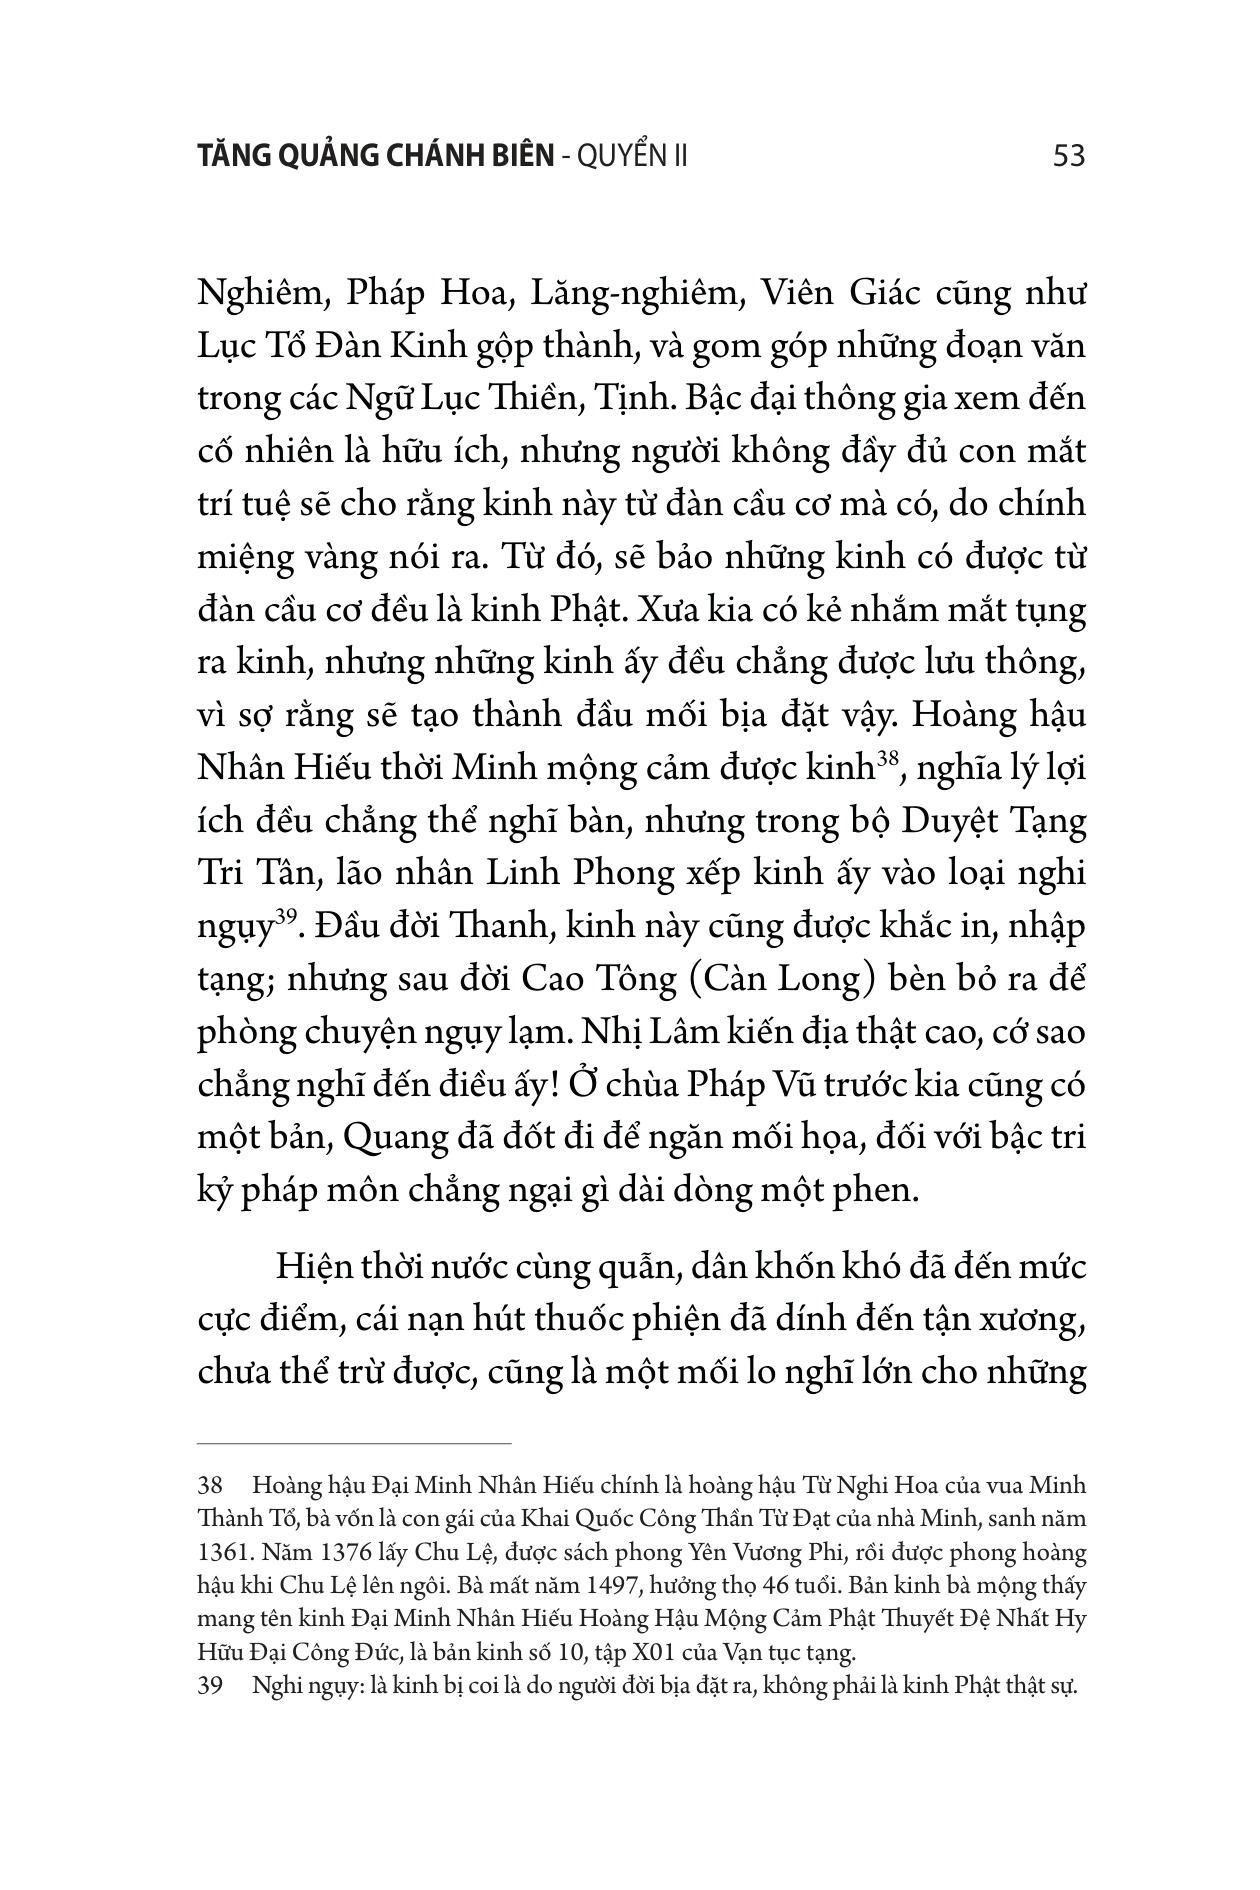 TĂNG QUẢNG CHÁNH BIÊN - QUYỂN II 53
Nghiêm, Pháp Hoa, Lăng-nghiêm, Viên Giác cũng như
Lục Tổ Đàn Kinh gộp thành, và gom góp những đoạn văn
trong các Ngữ Lục Thiền, Tịnh. Bậc đại thông gia xem đến
cố nhiên là hữu ích, nhưng người không đầy đủ con mắt
trí tuệ sẽ cho rằng kinh này từ đàn cầu cơ mà có, do chính
miệng vàng nói ra. Từ đó, sẽ bảo những kinh có được từ
đàn cầu cơ đều là kinh Phật. Xưa kia có kẻ nhắm mắt tụng
ra kinh, nhưng những kinh ấy đều chẳng được lưu thông,
vì sợ rằng sẽ tạo thành đầu mối bịa đặt vậy. Hoàng hậu
Nhân Hiếu thời Minh mộng cảm được kinh38, nghĩa lý lợi
ích đều chẳng thể nghĩ bàn, nhưng trong bộ Duyệt Tạng
Tri Tân, lão nhân Linh Phong xếp kinh ấy vào loại nghi
ngụy39. Đầu đời Thanh, kinh này cũng được khắc in, nhập
tạng; nhưng sau đời Cao Tông (Càn Long) bèn bỏ ra để
phòng chuyện ngụy lạm. Nhị Lâm kiến địa thật cao, cớ sao
chẳng nghĩ đến điều ấy! Ở chùa Pháp Vũ trước kia cũng có
một bản, Quang đã đốt đi để ngăn mối họa, đối với bậc tri
kỷ pháp môn chẳng ngại gì dài dòng một phen.
Hiện thời nước cùng quẫn, dân khốn khó đã đến mức
cực điểm, cái nạn hút thuốc phiện đã dính đến tận xương,
chưa thể trừ được, cũng là một mối lo nghĩ lớn cho những
38 Hoàng hậu Đại Minh Nhân Hiếu chính là hoàng hậu Từ Nghi Hoa của vua Minh
Thành Tổ, bà vốn là con gái của Khai Quốc Công Thần Từ Đạt của nhà Minh, sanh năm
1361. Năm 1376 lấy Chu Lệ, được sách phong Yên Vương Phi, rồi được phong hoàng
hậu khi Chu Lệ lên ngôi. Bà mất năm 1497, hưởng thọ 46 tuổi. Bản kinh bà mộng thấy
mang tên kinh Đại Minh Nhân Hiếu Hoàng Hậu Mộng Cảm Phật Thuyết Đệ Nhất Hy
Hữu Đại Công Đức, là bản kinh số 10, tập X01 của Vạn tục tạng.
39 Nghi ngụy: là kinh bị coi là do người đời bịa đặt ra, không phải là kinh Phật thật sự.